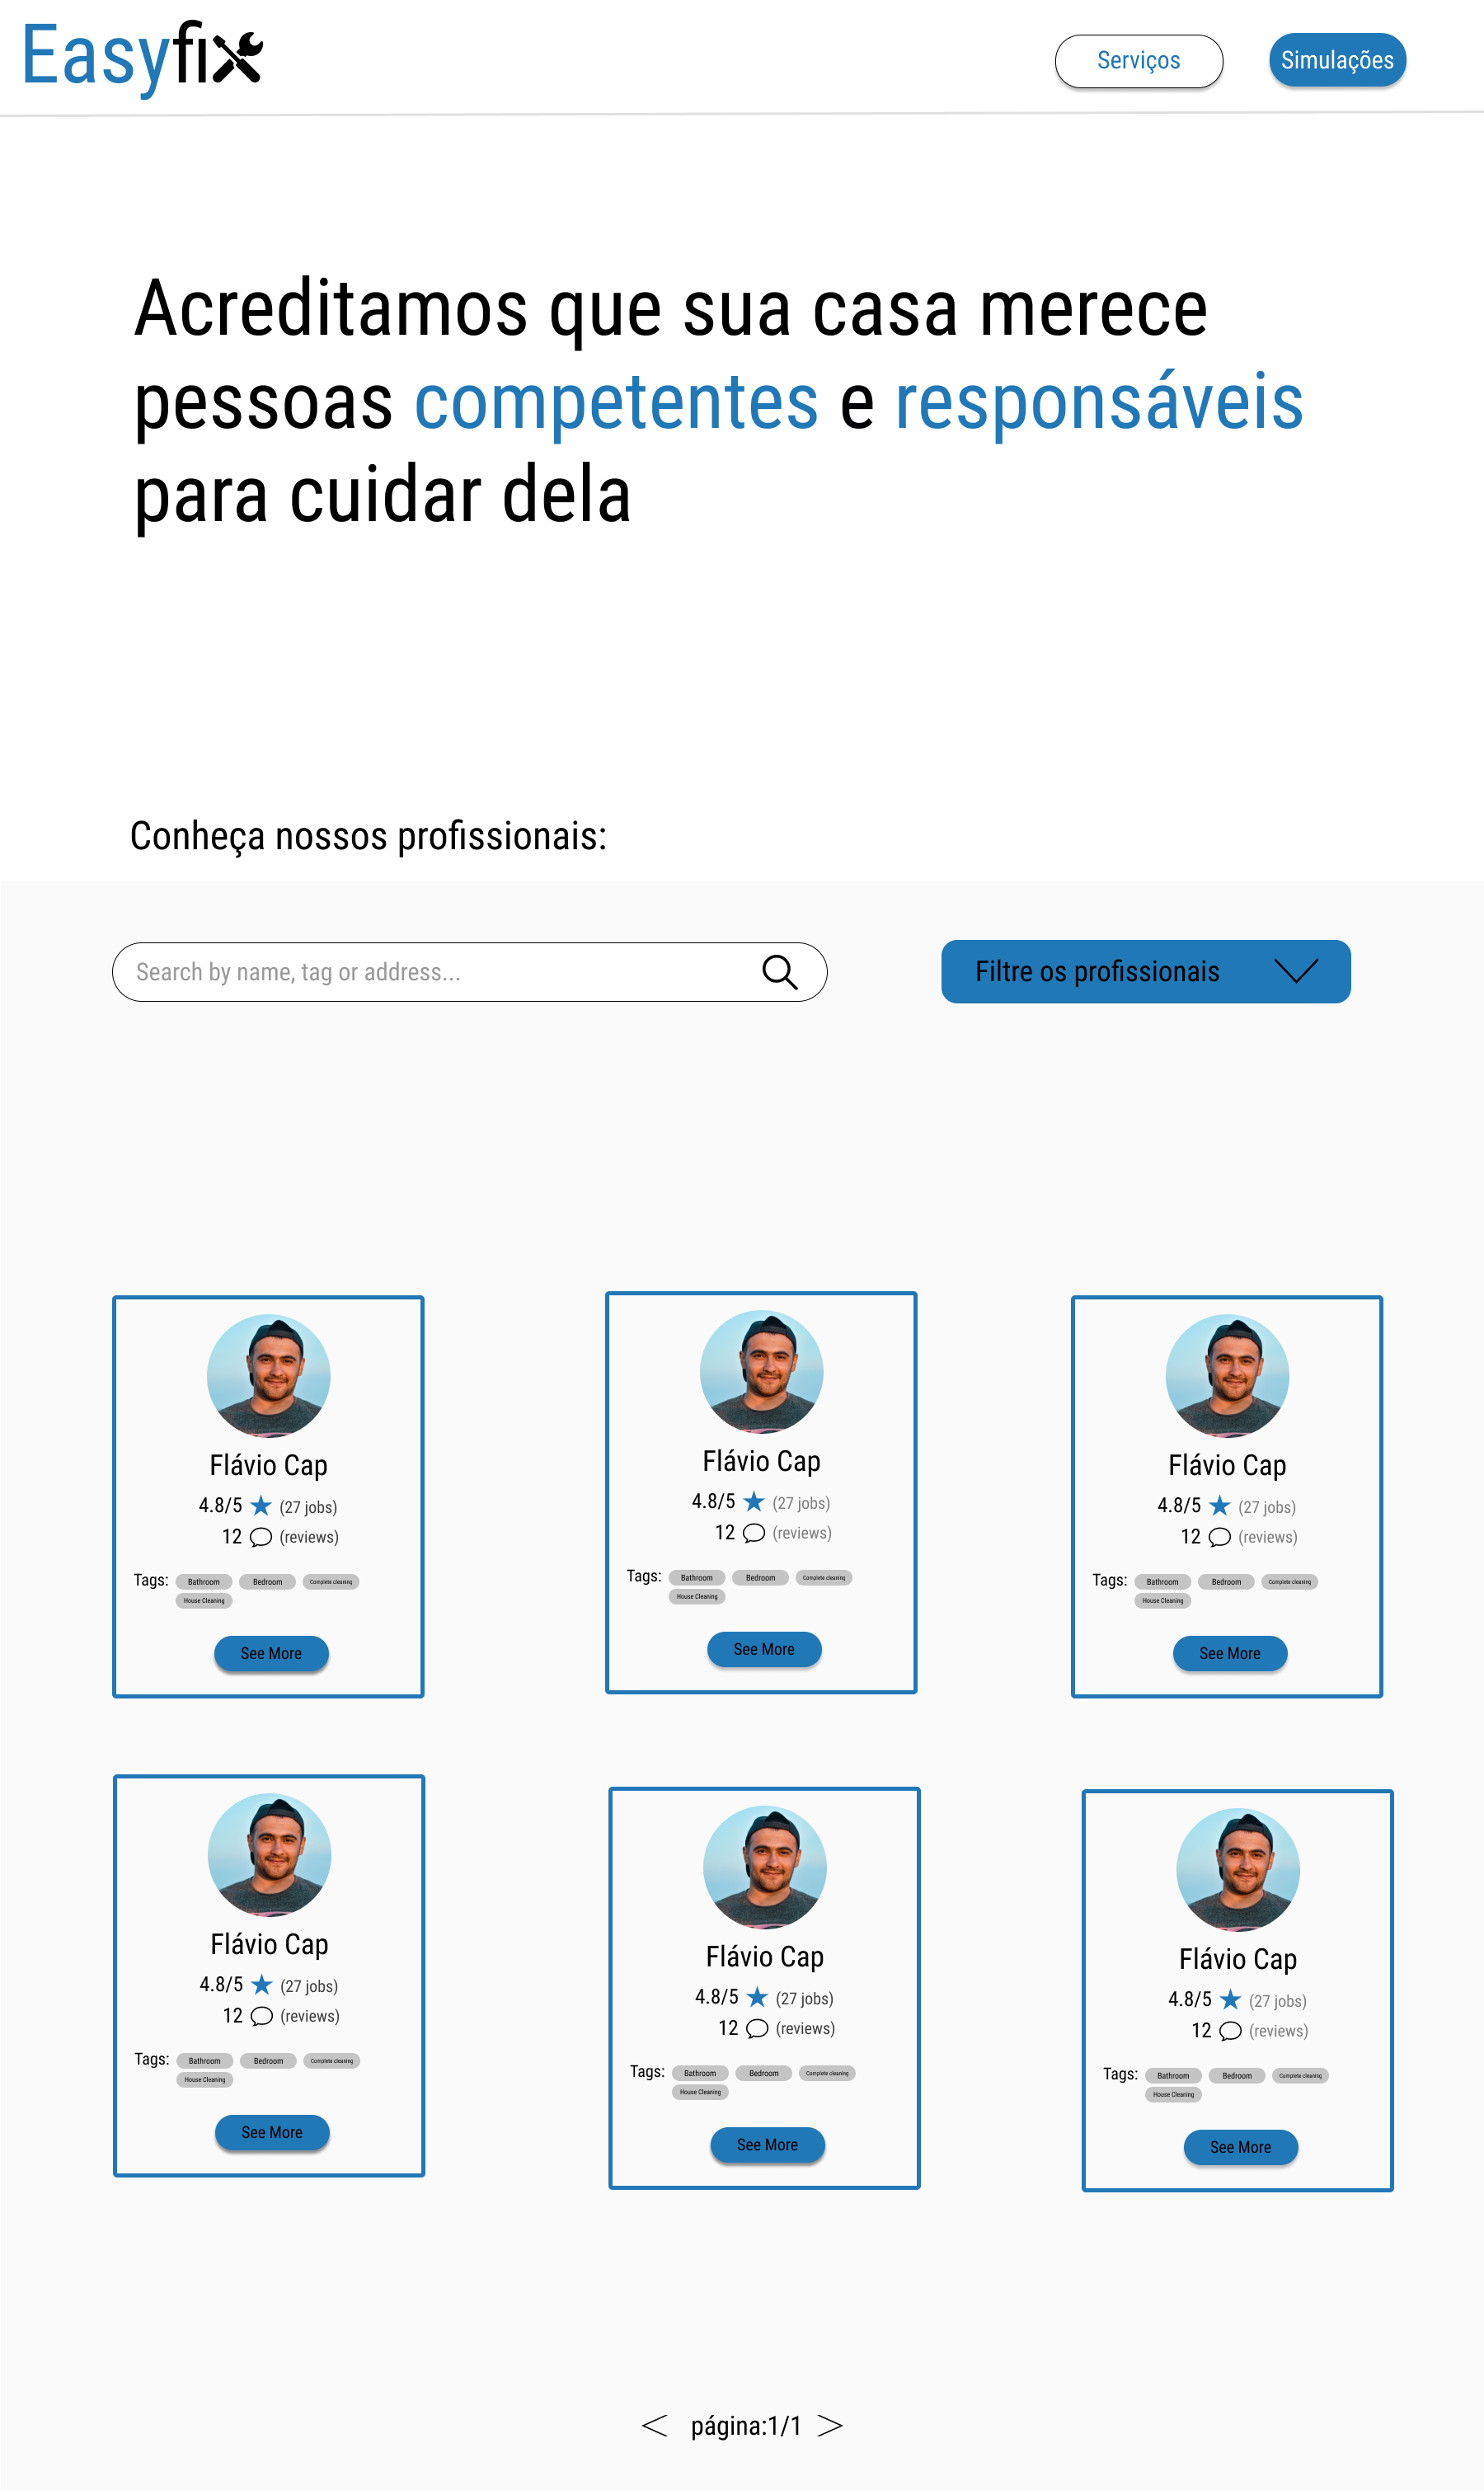 Easyfix
Serviços
Simulações
Acreditamos que sua casa merece
pessoas competentes e responsáveis
para cuidar dela
Conheça nossos profissionais:
Search by name, tag or address...
Filtre os profissionais
Flávio Cap
4.8/5 (27 jobs)
12 (reviews)
Tags: Bathroom Bedroom Complete cleaning
House Cleaning
See More
Flávio Cap
4.8/5 (27 jobs)
12 (reviews)
Tags: Bathroom Bedroom Complete cleaning
House Cleaning
See More
Flávio Cap
4.8/5 (27 jobs)
12 (reviews)
Tags: Bathroom Bedroom Complete cleaning
House Cleaning
See More
Flávio Cap
4.8/5 (27 jobs)
12 (reviews)
Tags: Bathroom Bedroom Complete cleaning
House Cleaning
See More
Flávio Cap
4.8/5 (27 jobs)
12 (reviews)
Tags: Bathroom Bedroom Complete cleaning
House Cleaning
See More
Flávio Cap
4.8/5 (27 jobs)
12 (reviews)
Tags: Bathroom Bedroom Complete cleaning
House Cleaning
See More
< página:1/1 >